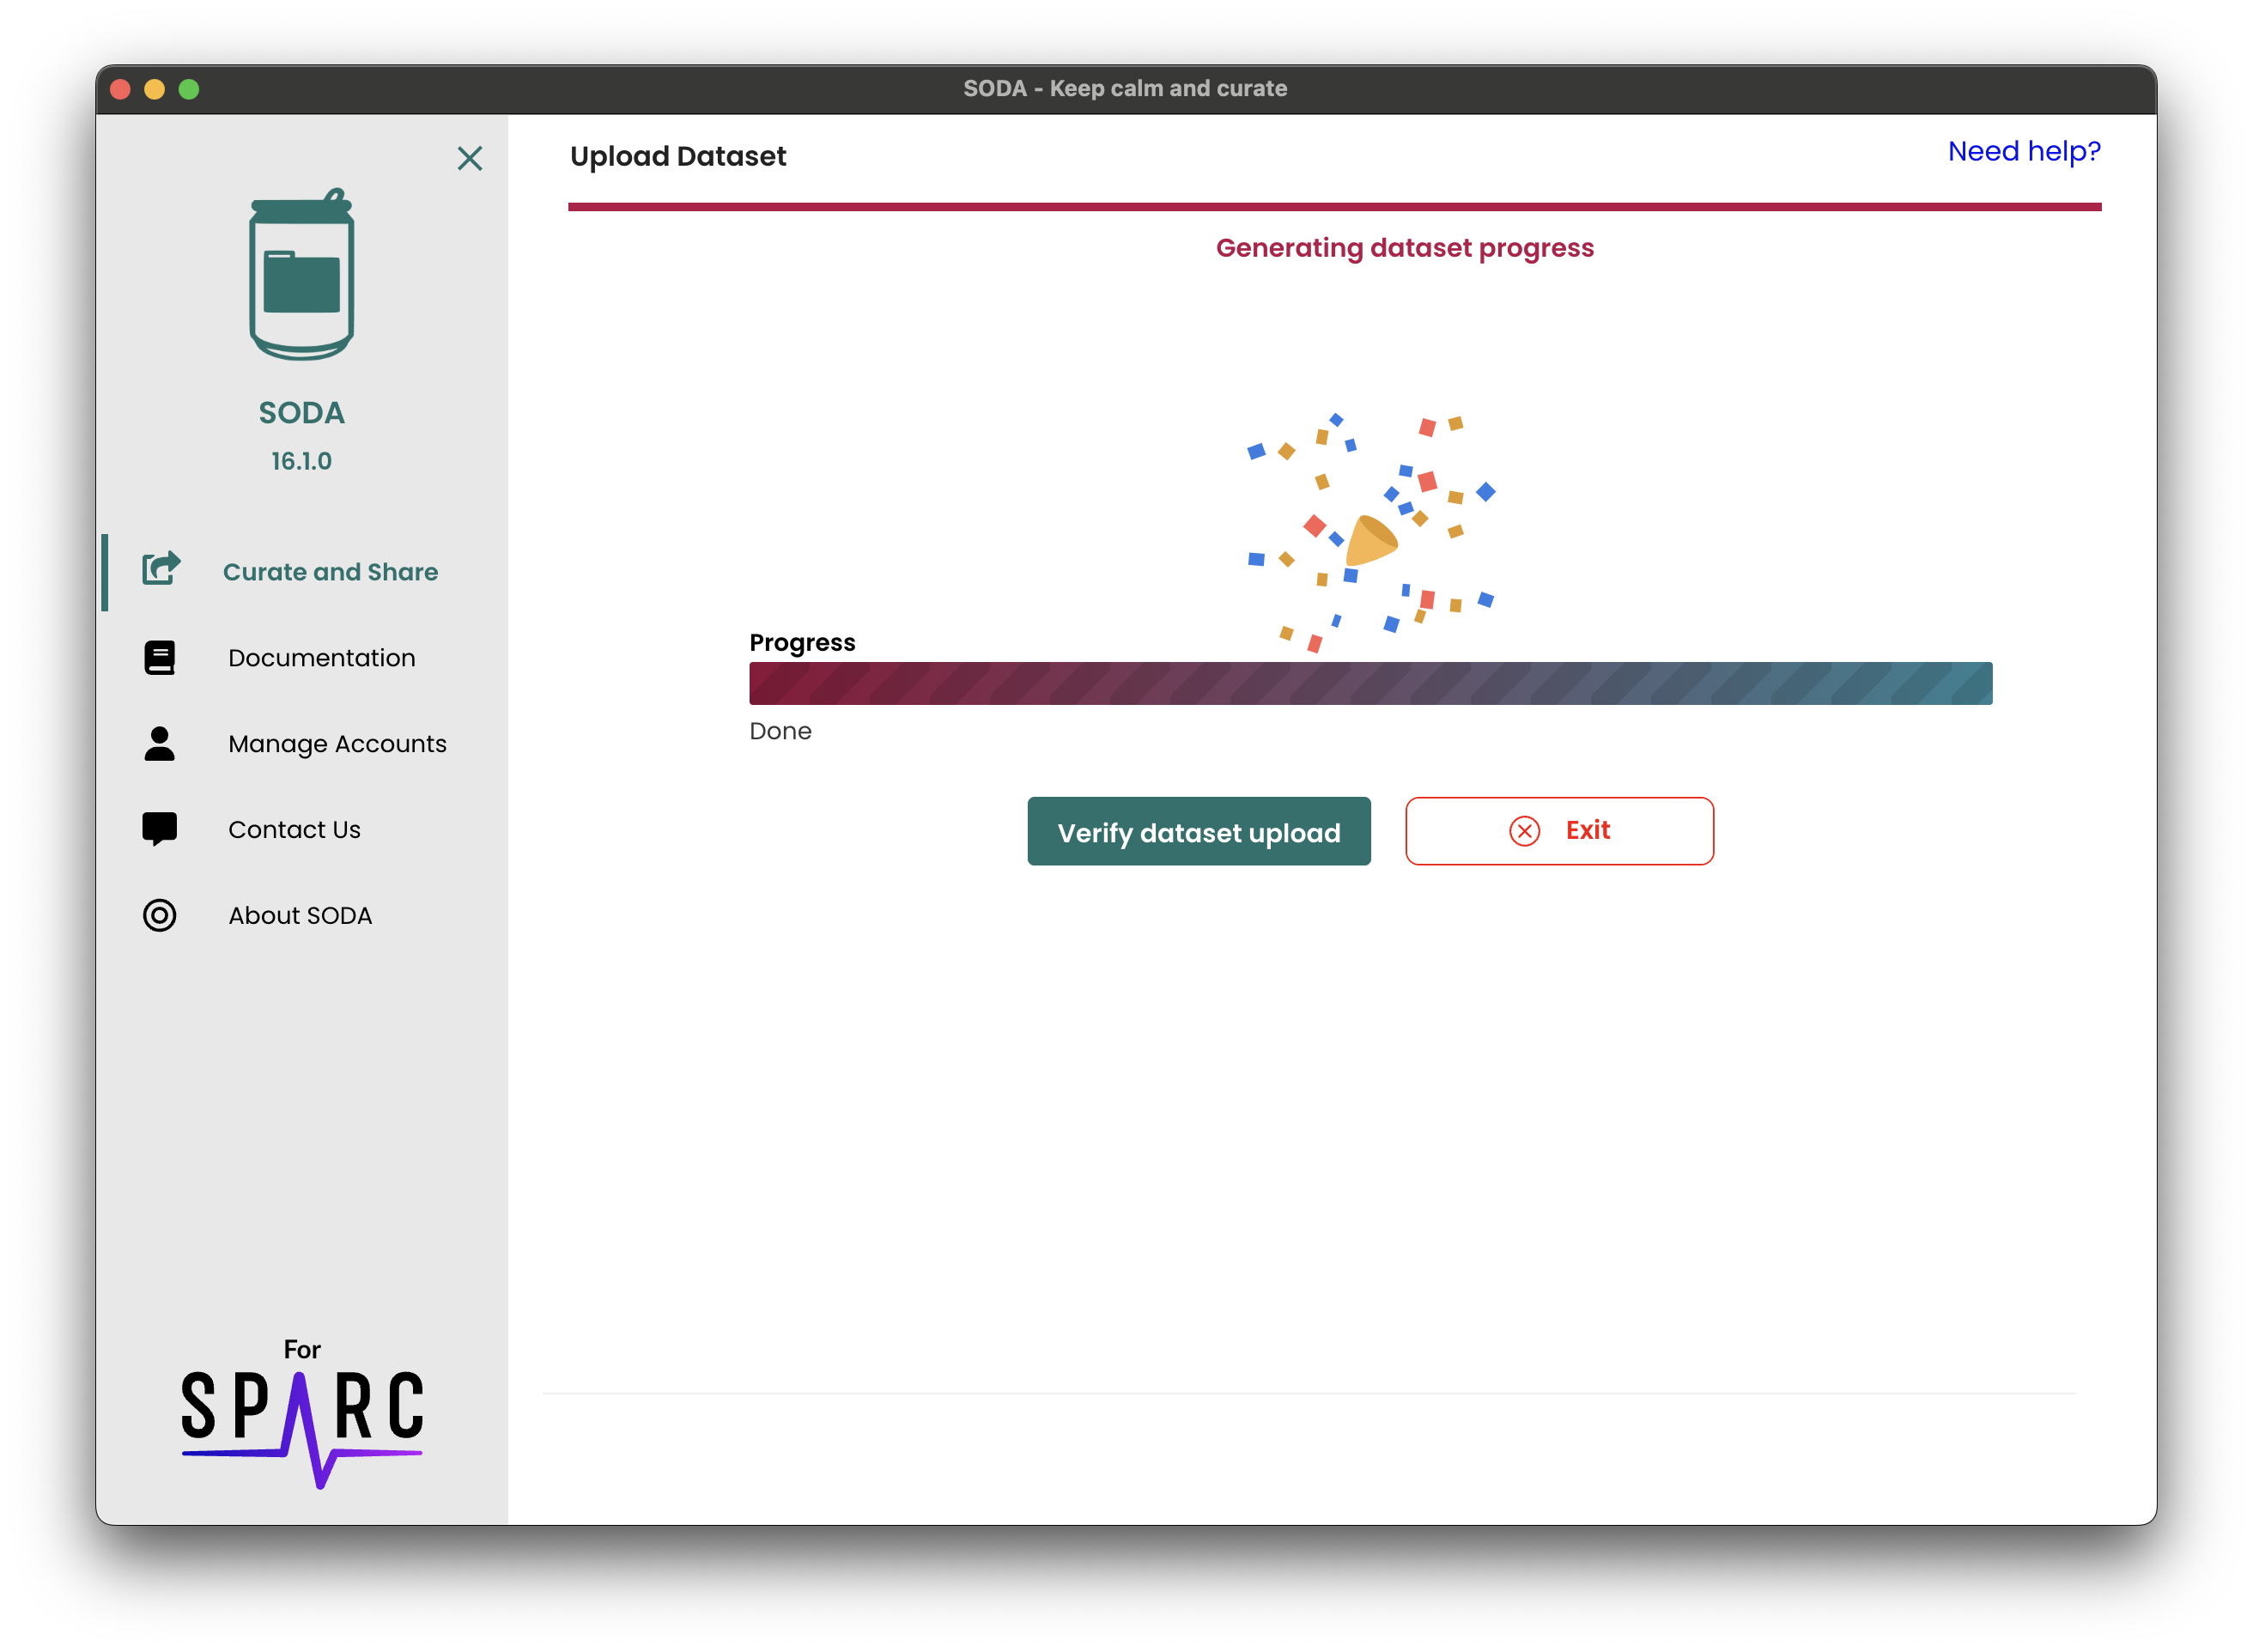 SODA - Keep calm and curate
SODA
16.1.0
Curate and Share
Documentation
Manage Accounts
Contact Us
About SODA
For
SPARC
Upload Dataset
Need help?
Generating dataset progress
Progress
Done
Verify dataset upload
Exit